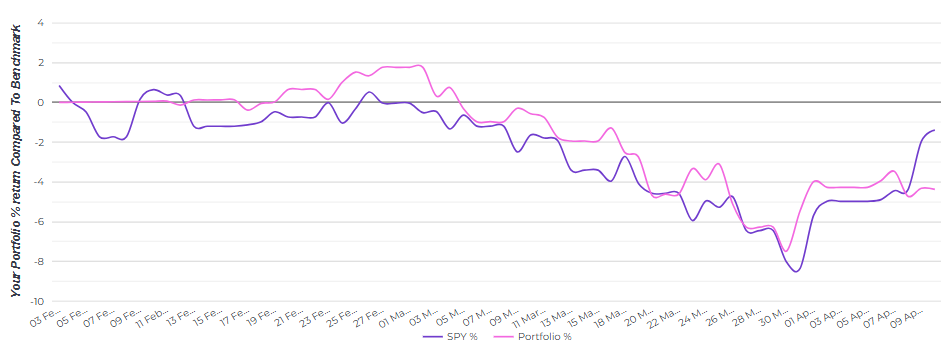 Your Portfolio % return Compared To Benchmark
4
2
0
-2
-4
-6
-8
-10
03 Fe...
05 Fe...
07 Fe...
09 Fe...
11 Feb...
13 Fe...
15 Fe...
17 Fe...
19 Fe...
21 Fe...
23 Fe...
25 Fe...
27 Fe...
01 Ma...
03 M...
05 M...
07 M...
09 M...
11 Mar...
13 Ma...
15 Ma...
18 Ma...
20 M...
22 Ma...
24 M...
26 M...
28 M...
30 M...
01 Ap...
03 Ap...
05 Ap...
07 Ap...
09 Ap...
SPY %
Portfolio %